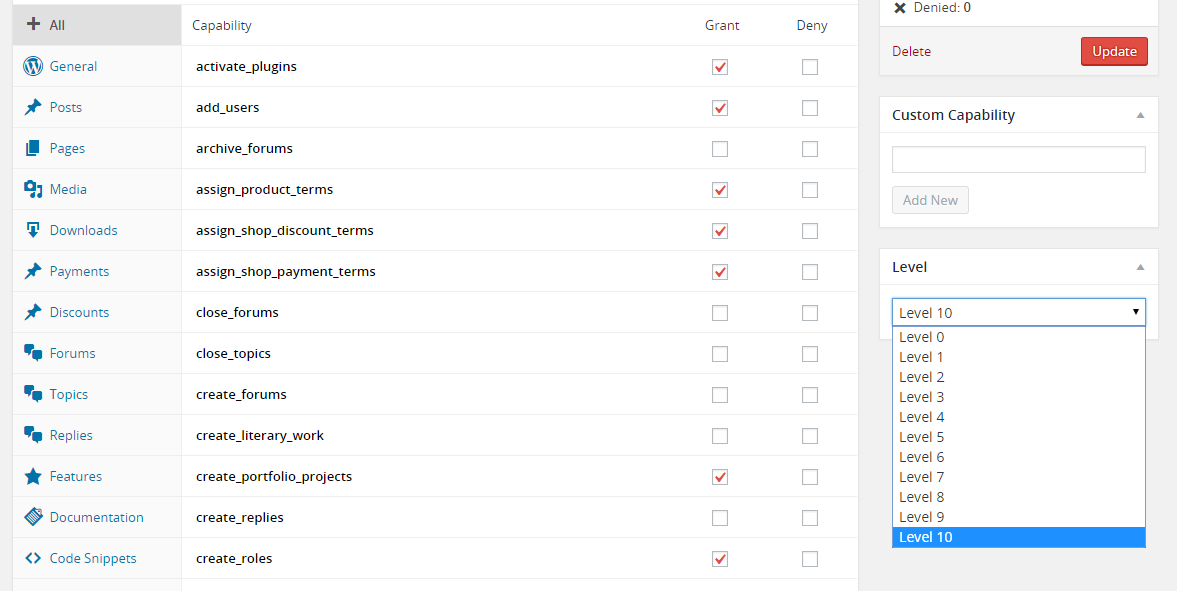 All
General
Posts
Pages
Media
Downloads
Payments
Discounts
Forums
Topics
Replies
Features
Documentation
Code Snippets
Capability Grant Deny
activate_plugins
add_users
archive_forums
assign_product_terms
assign_shop_discount_terms
assign_shop_payment_terms
close_forums
close_topics
create_forums
create_literary_work
create_portfolio_projects
create_replies
create_roles
Denied: 0
Delete Update
Custom Capability
Add New
Level
Level 10
Level 0
Level 1
Level 2
Level 3
Level 4
Level 5
Level 6
Level 7
Level 8
Level 9
Level 10